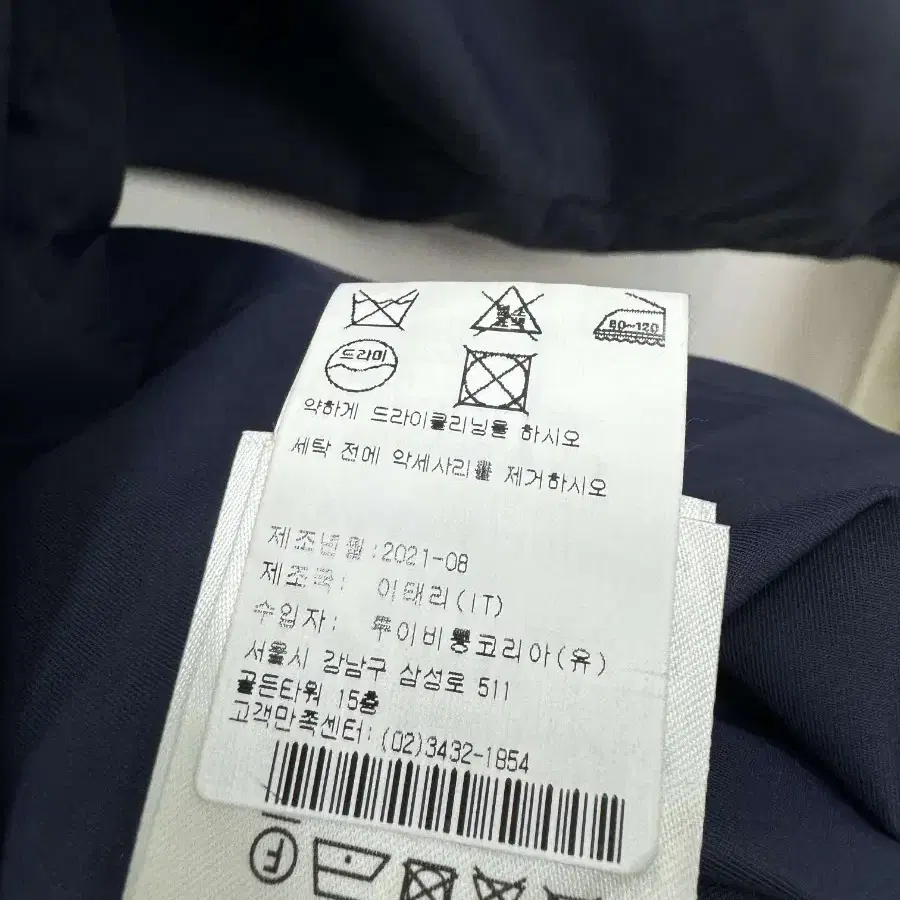 염소
표백
80~120
드라이
약하게 드라이클리닝을 하시오
세탁 전에 악세사리를 제거하시오
제조년월:2021-08
제조국: 이태리(IT)
수입자: 루이비똥코리아(유)
서울시 강남구 삼성로 511
골든타워 15층
고객만족센터:(02)3432-1854
F